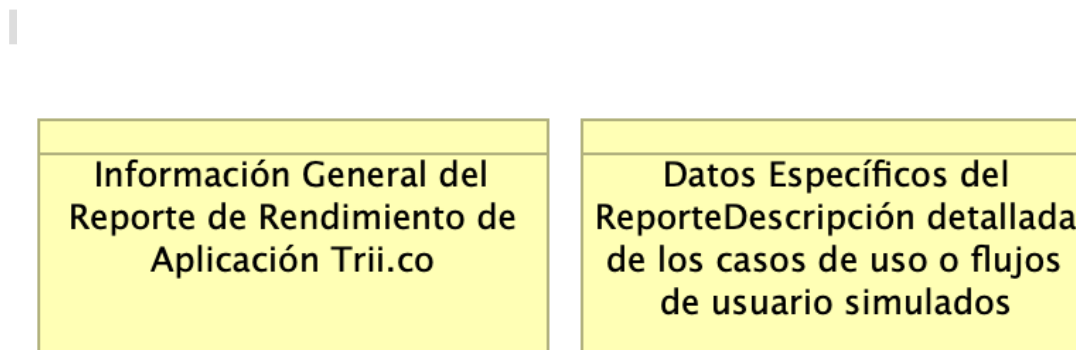 Información General del
Reporte de Rendimiento de
Aplicación Trii.co
Datos Específicos del
ReporteDescripción detallada
de los casos de uso o flujos
de usuario simulados